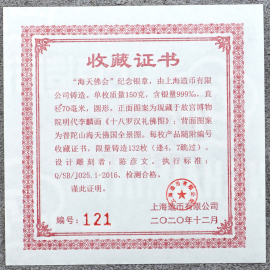 收藏证书
“海天佛会”纪念银章，由上海造币有限
公司铸造。单枚质量150克，含银量999‰，
直径70毫米，圆形。正面图案为现藏于故宫博物
院明代李麟画《十八罗汉礼佛图》；背面图案
为普陀山海天佛国全景图。每枚产品随附编号
收藏证书，限量铸造132枚（逢4、7跳过）。
设计雕刻者：陈彦文。执行标准：
Q/SB/J025.1-2016，检测合格。
谨此证明。
编号：121
上海造币有限公司
二〇二〇年十二月